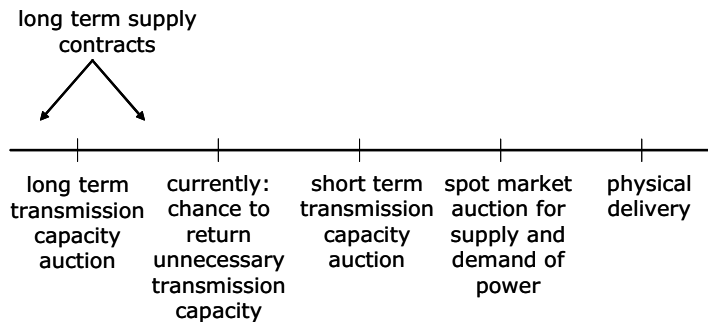 long term supply
contracts
long term
transmission
capacity
auction
currently:
chance to
return
unnecessary
transmission
capacity
short term
transmission
capacity
auction
spot market
auction for
supply and
demand of
power
physical
delivery